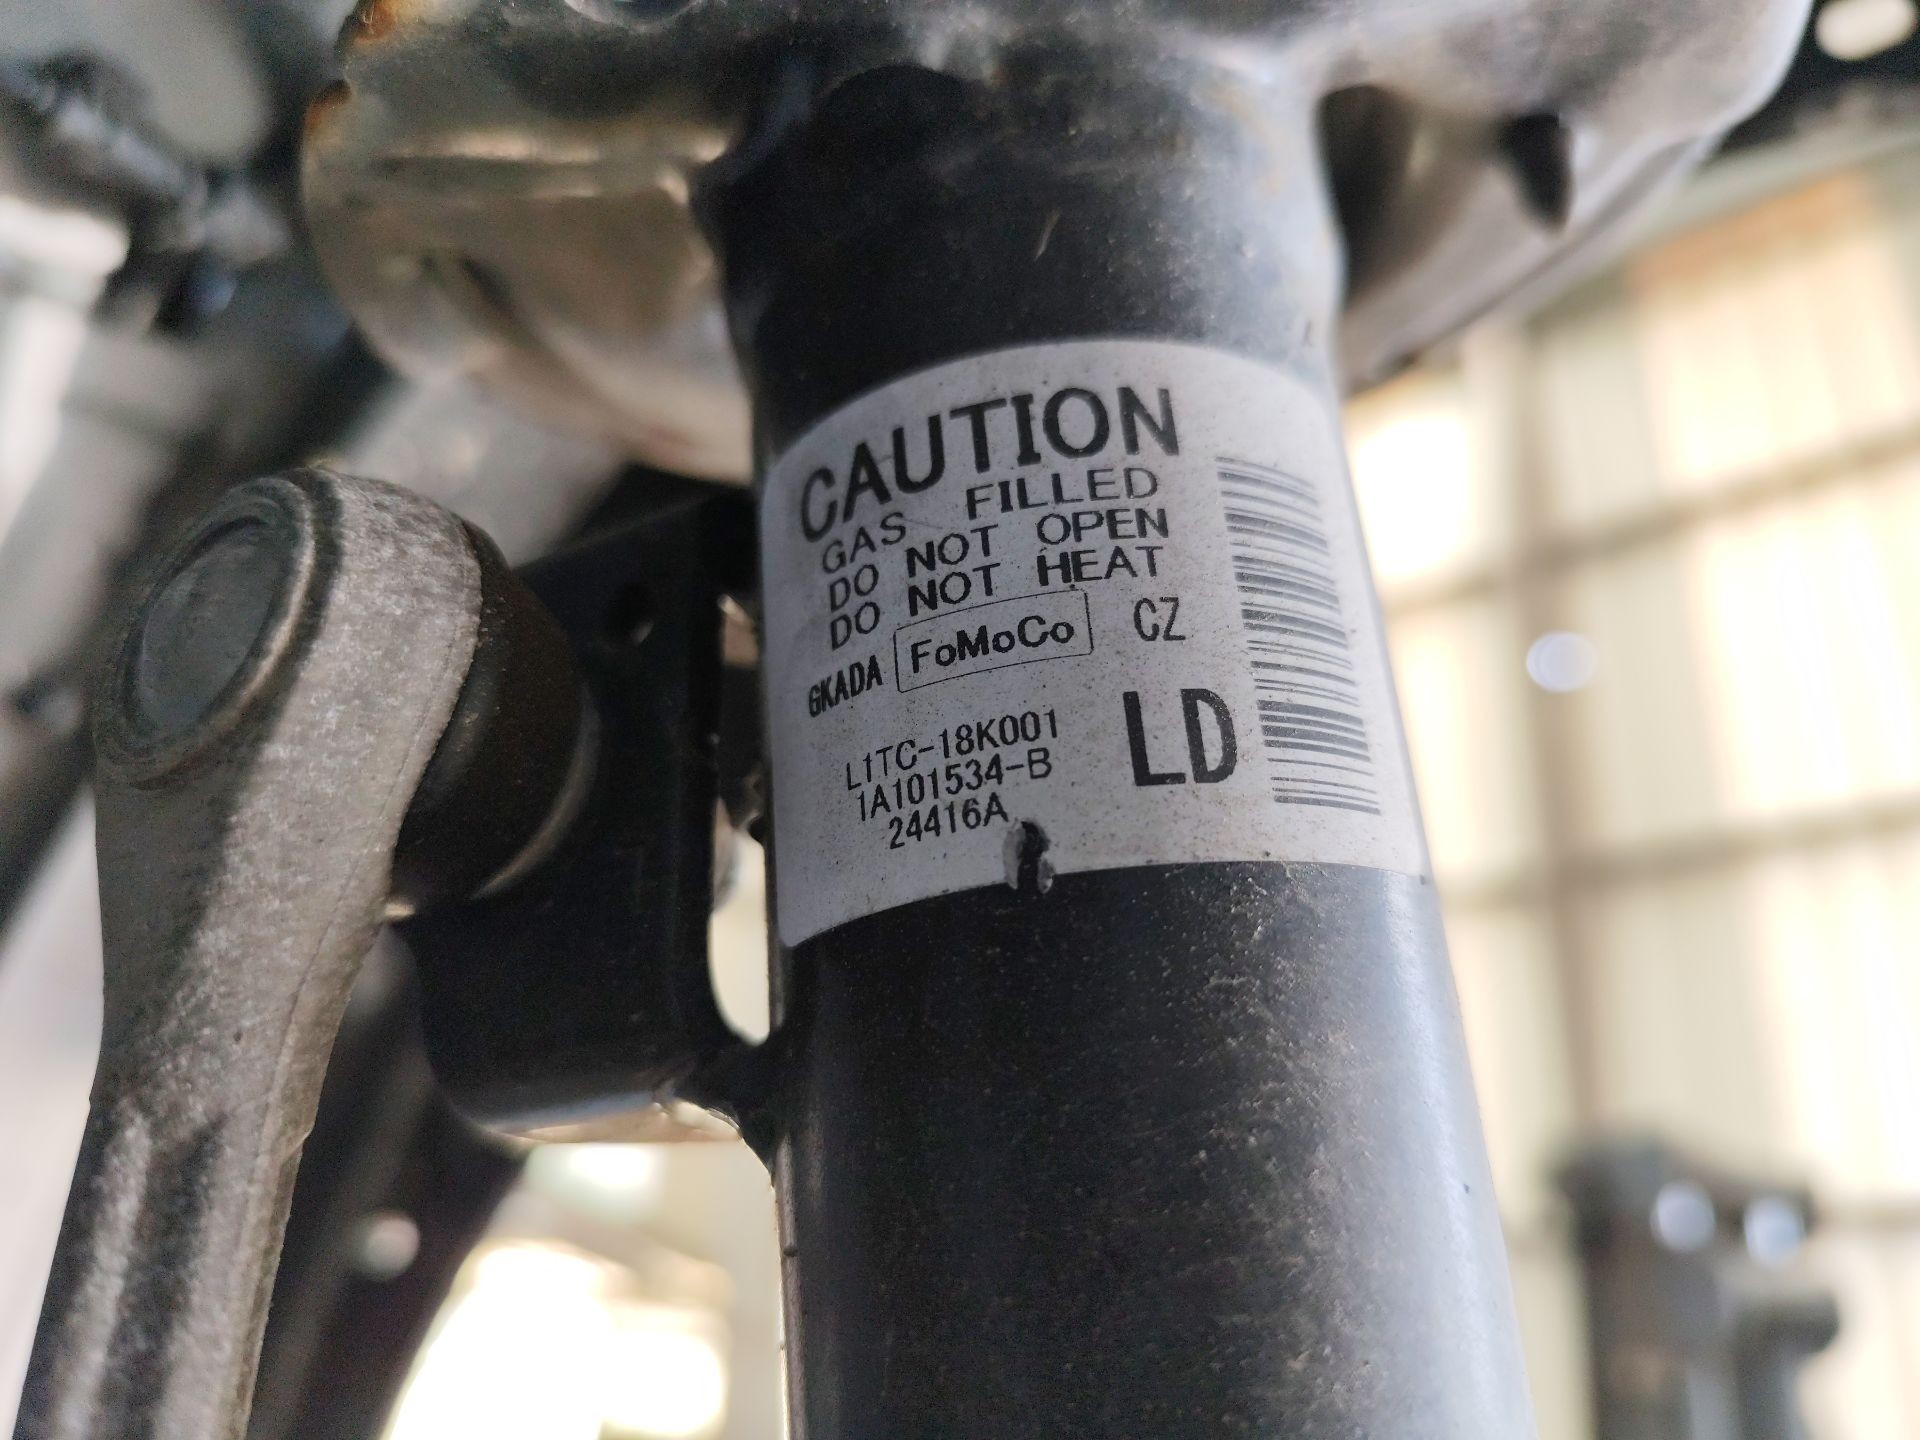 CAUTION
GAS FILLED
DO NOT OPEN
DO NOT HEAT
GKADA FoMoCo CZ
L1TC-18K001
1A101534-B
24416A
LD